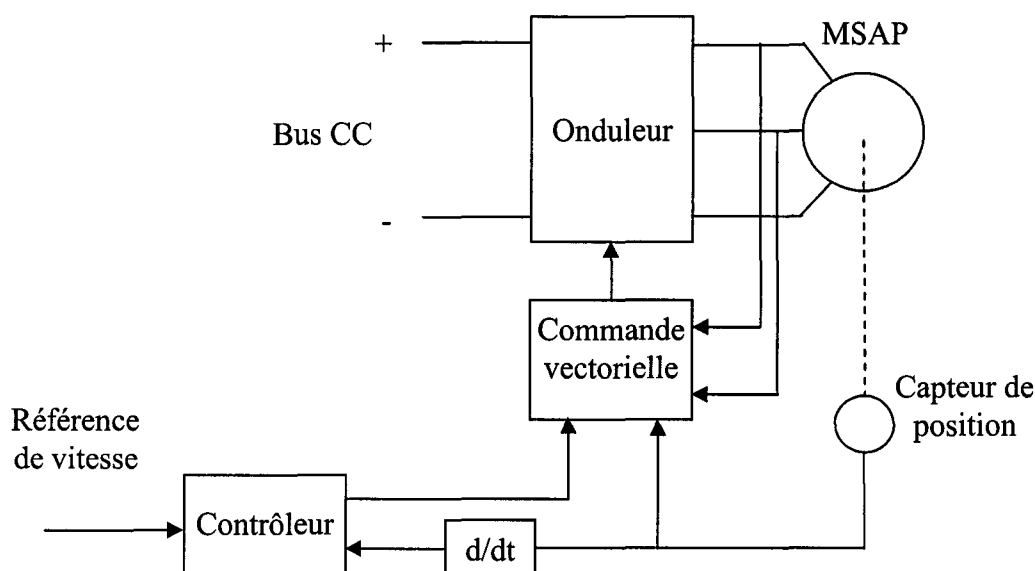 MSAP
+
Bus CC
-
Onduleur
Commande
vectorielle
Capteur de
position
Référence
de vitesse
Contrôleur
d/dt